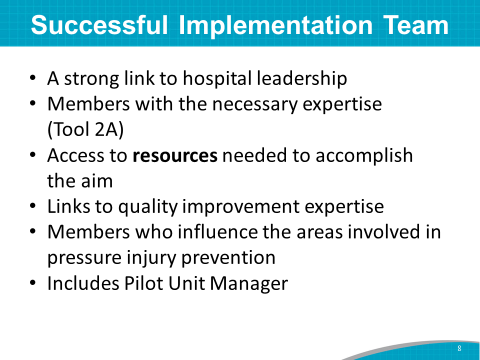 Successful Implementation Team
• A strong link to hospital leadership
• Members with the necessary expertise
(Tool 2A)
• Access to resources needed to accomplish
the aim
• Links to quality improvement expertise
• Members who influence the areas involved in
pressure injury prevention
• Includes Pilot Unit Manager
8